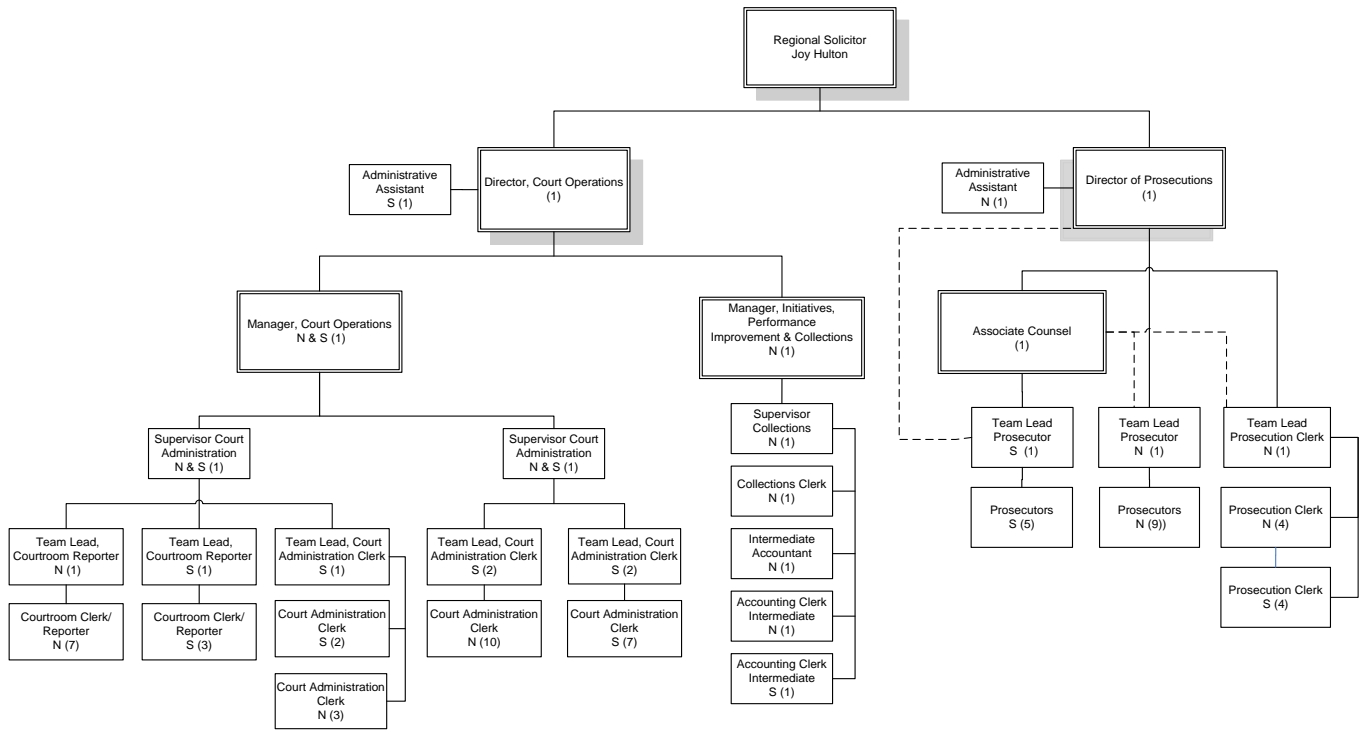 Regional Solicitor
Joy Hulton
Administrative
Assistant
S (1)
Director, Court Operations
(1)
Administrative
Assistant
N (1)
Director of Prosecutions
(1)
Manager, Court Operations
N & S (1)
Manager, Initiatives,
Performance
Improvement & Collections
N (1)
Associate Counsel
(1)
Supervisor Court
Administration
N & S (1)
Supervisor Court
Administration
N & S (1)
Supervisor
Collections
N (1)
Collections Clerk
N (1)
Intermediate
Accountant
N (1)
Accounting Clerk
Intermediate
N (1)
Accounting Clerk
Intermediate
S (1)
Team Lead
Prosecutor
S (1)
Team Lead
Prosecutor
N (1)
Team Lead
Prosecution Clerk
N (1)
Prosecutors
S (5)
Prosecutors
N (9))
Prosecution Clerk
N (4)
Prosecution Clerk
S (4)
Team Lead,
Courtroom Reporter
N (1)
Team Lead,
Courtroom Reporter
S (1)
Team Lead, Court
Administration Clerk
S (1)
Team Lead, Court
Administration Clerk
S (2)
Team Lead, Court
Administration Clerk
S (2)
Courtroom Clerk/
Reporter
N (7)
Courtroom Clerk/
Reporter
S (3)
Court Administration
Clerk
S (2)
Court Administration
Clerk
N (10)
Court Administration
Clerk
S (7)
Court Administration
Clerk
N (3)